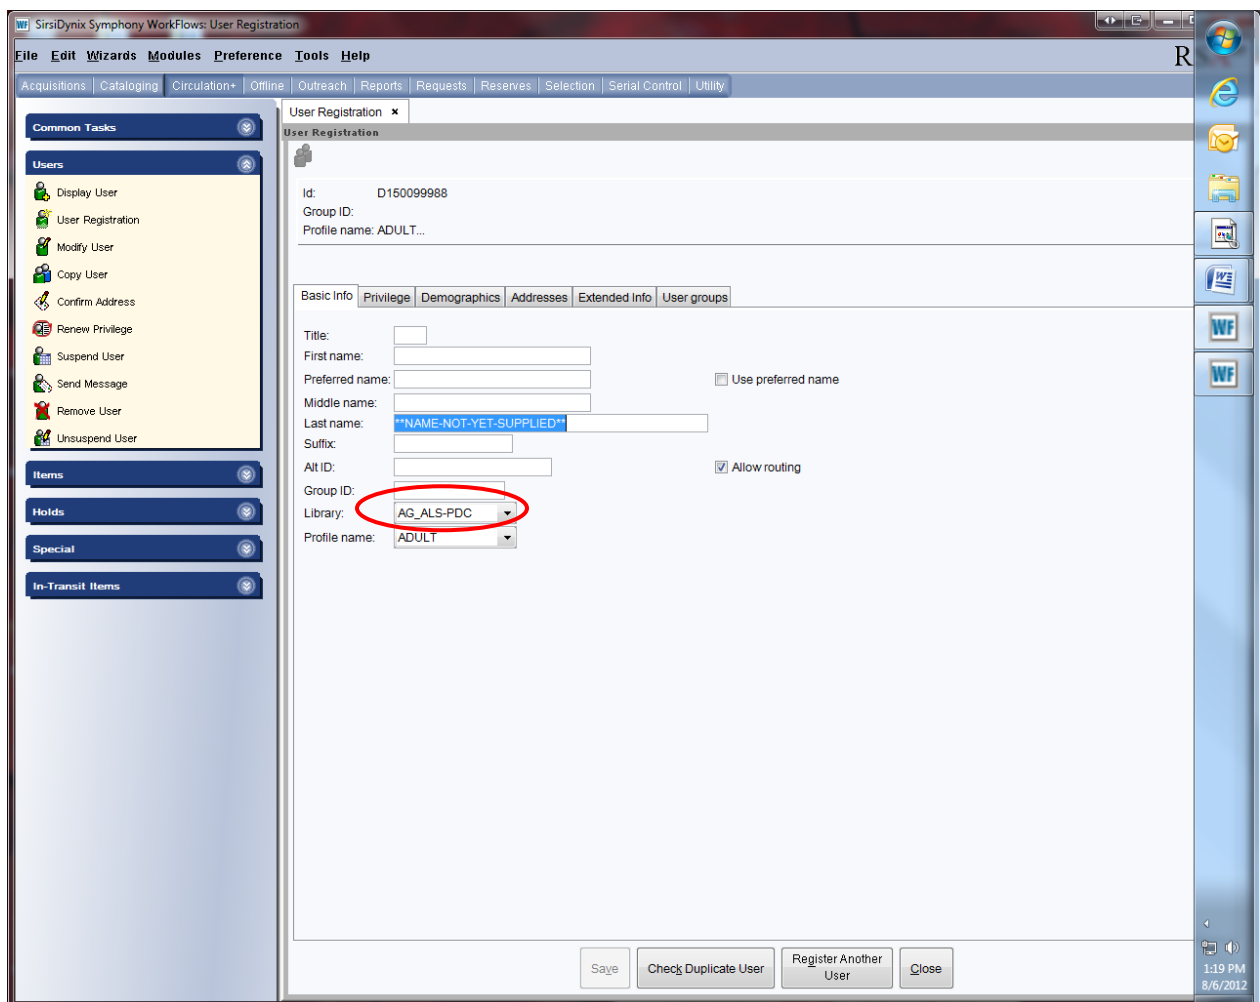 WF SirsiDynix Symphony WorkFlows: User Registration
File Edit Wizards Modules Preference Tools Help
R
Acquisitions Cataloging Circulation+ Offline Outreach Reports Requests Reserves Selection Serial Control Utility
Common Tasks
Users
Display User
User Registration
Modify User
Copy User
Confirm Address
Renew Privilege
Suspend User
Send Message
Remove User
Unsuspend User
Items
Holds
Special
In-Transit Items
User Registration ×
User Registration
Id: D150099988
Group ID:
Profile name: ADULT...
Basic Info Privilege Demographics Addresses Extended Info User groups
Title:
First name:
Preferred name: Use preferred name
Middle name:
Last name: **NAME-NOT-YET-SUPPLIED**
Suffix:
Alt ID: Allow routing
Group ID:
Library: AG_ALS-PDC
Profile name: ADULT
Save Check Duplicate User Register Another User Close
W
WF
WF
1:19 PM
8/6/2012